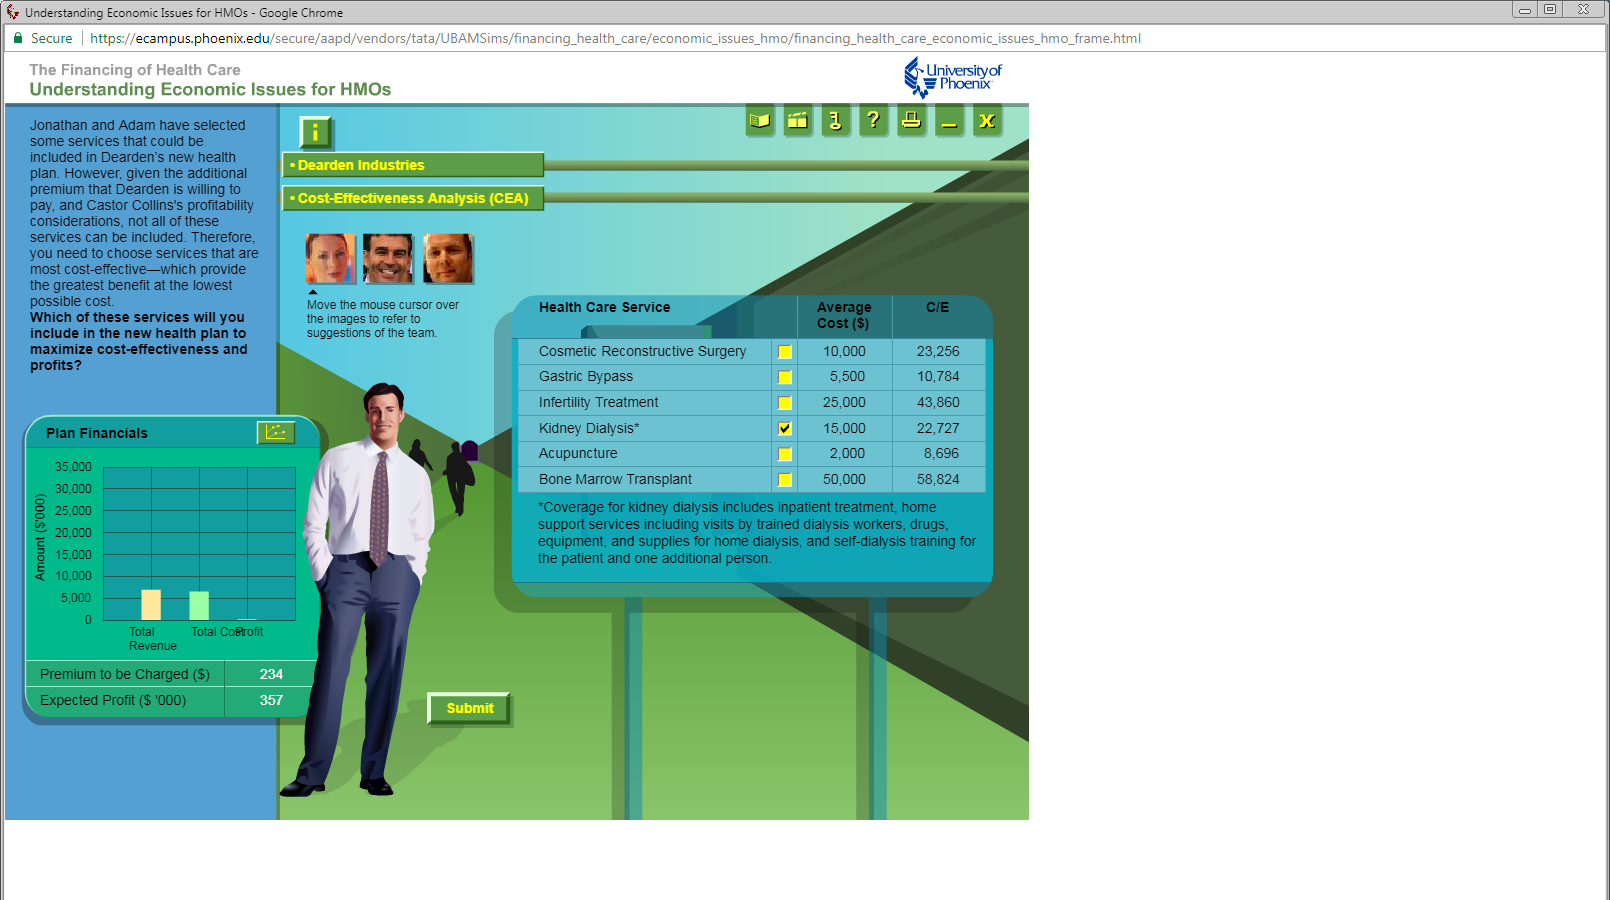 Understanding Economic Issues for HMOs - Google Chrome
Secure | https://ecampus.phoenix.edu/secure/aapd/vendors/tata/UBAMSims/financing_health_care/economic_issues_hmo/financing_health_care_economic_issues_hmo_frame.html
The Financing of Health Care
Understanding Economic Issues for HMOs
University of
Phoenix
Jonathan and Adam have selected
some services that could be
included in Dearden's new health
plan. However, given the additional
premium that Dearden is willing to
pay, and Castor Collins's profitability
considerations, not all of these
services can be included. Therefore,
you need to choose services that are
most cost-effective—which provide
the greatest benefit at the lowest
possible cost.
Which of these services will you
include in the new health plan to
maximize cost-effectiveness and
profits?
i
? X
• Dearden Industries
• Cost-Effectiveness Analysis (CEA)
Move the mouse cursor over
the images to refer to
suggestions of the team.
Health Care Service Average Cost ($) C/E
Cosmetic Reconstructive Surgery 10,000 23,256
Gastric Bypass 5,500 10,784
Infertility Treatment 25,000 43,860
Kidney Dialysis* 15,000 22,727
Acupuncture 2,000 8,696
Bone Marrow Transplant 50,000 58,824
*Coverage for kidney dialysis includes inpatient treatment, home
support services including visits by trained dialysis workers, drugs,
equipment, and supplies for home dialysis, and self-dialysis training for
the patient and one additional person.
Plan Financials
Amount ($'000)
35,000
30,000
25,000
20,000
15,000
10,000
5,000
0
Total Revenue Total Cost Profit
Premium to be Charged ($) 234
Expected Profit ($ '000) 357
Submit